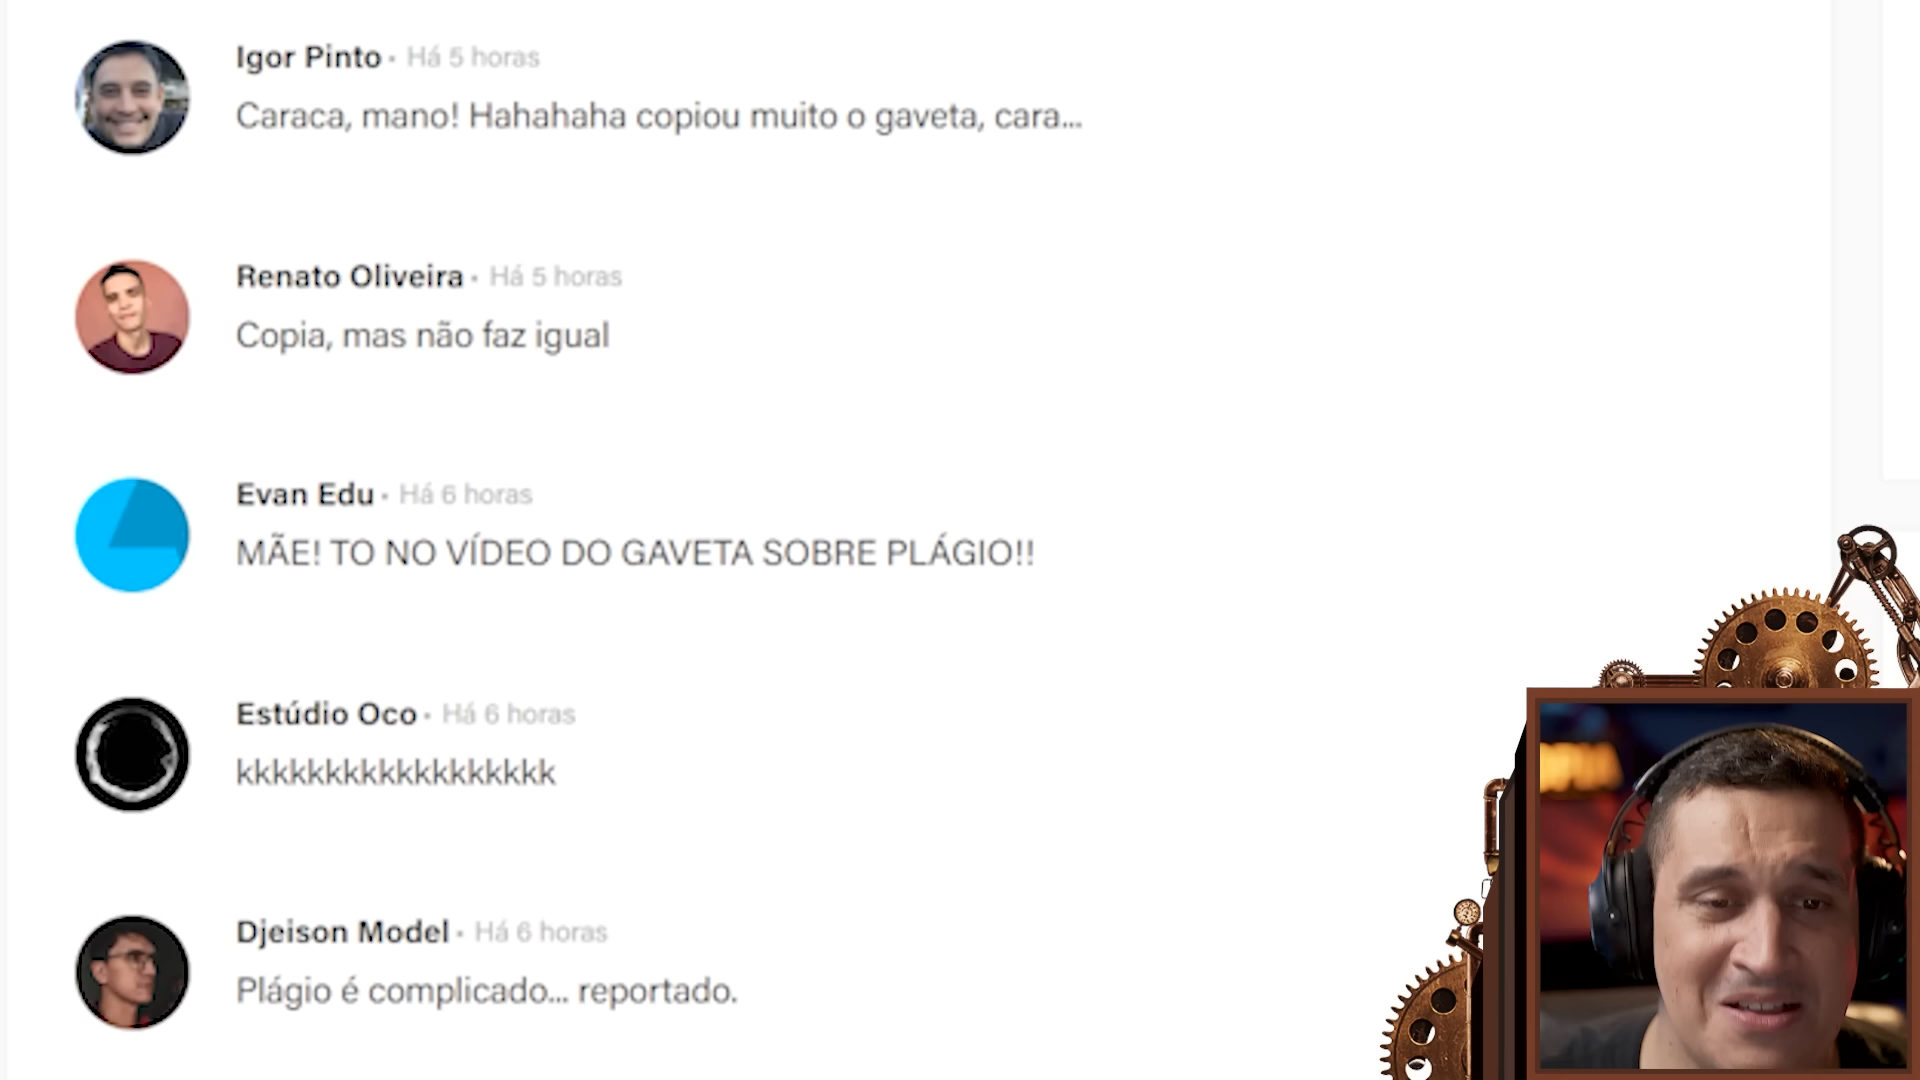 Igor Pinto • Há 5 horas
Caraca, mano! Hahahaha copiou muito o gaveta, cara...
Renato Oliveira • Há 5 horas
Copia, mas não faz igual
Evan Edu • Há 6 horas
MÃE! TO NO VÍDEO DO GAVETA SOBRE PLÁGIO!!
Estúdio Oco • Há 6 horas
kkkkkkkkkkkkkkkkkk
Djeison Model • Há 6 horas
Plágio é complicado... reportado.